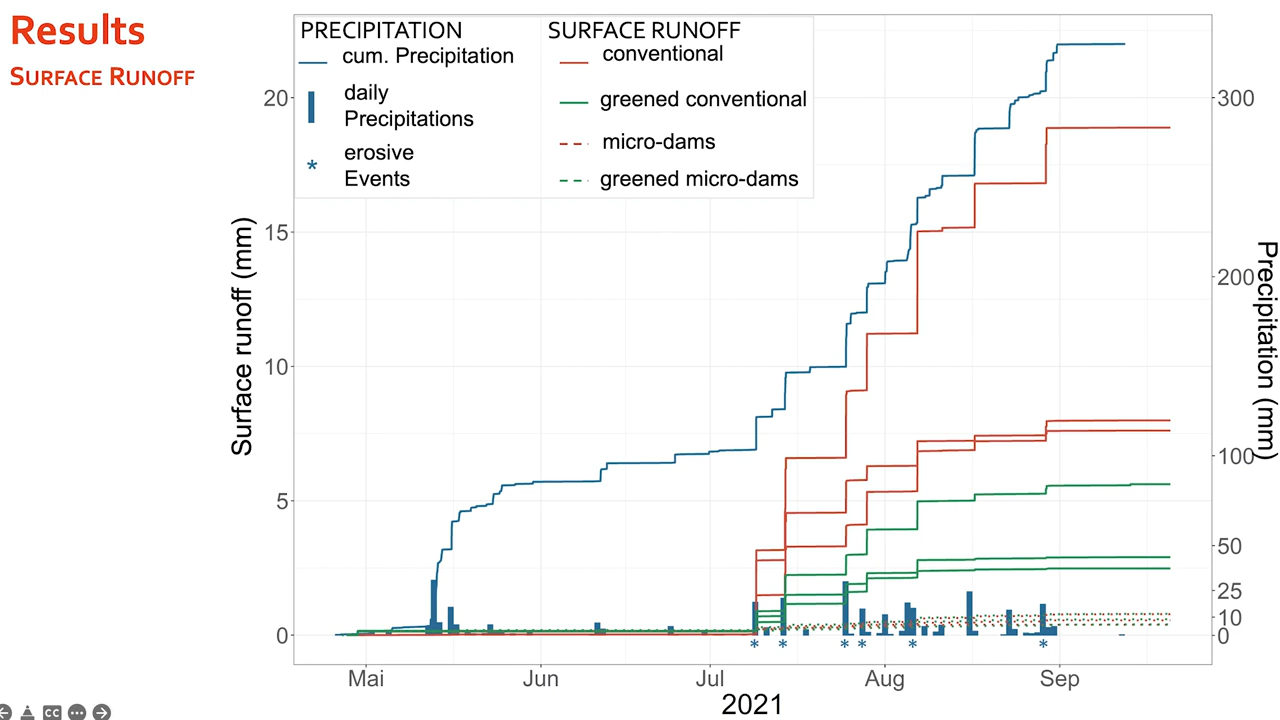 Results
SURFACE RUNOFF
PRECIPITATION
cum. Precipitation
daily
Precipitations
erosive
Events
SURFACE RUNOFF
conventional
greened conventional
micro-dams
greened micro-dams
Surface runoff (mm)
20
15
10
5
0
Precipitation (mm)
300
200
100
50
25
10
0
* * * * * *
Mai Jun Jul Aug Sep
2021
CC